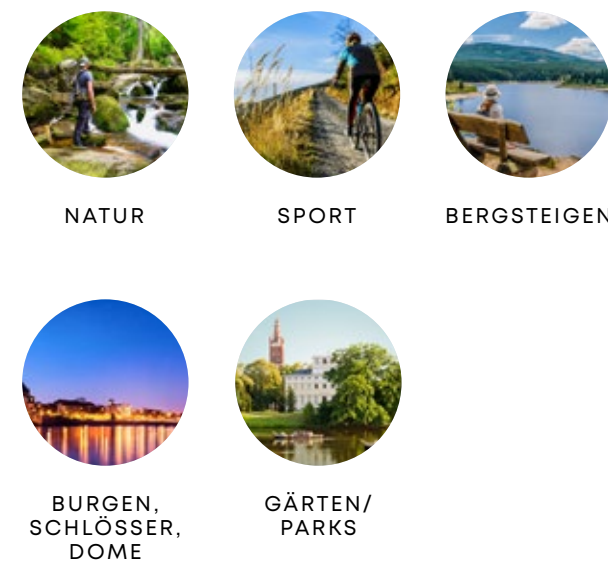 NATUR
SPORT
BERGSTEIGEN
BURGEN,
SCHLÖSSER,
DOME
GÄRTEN/
PARKS